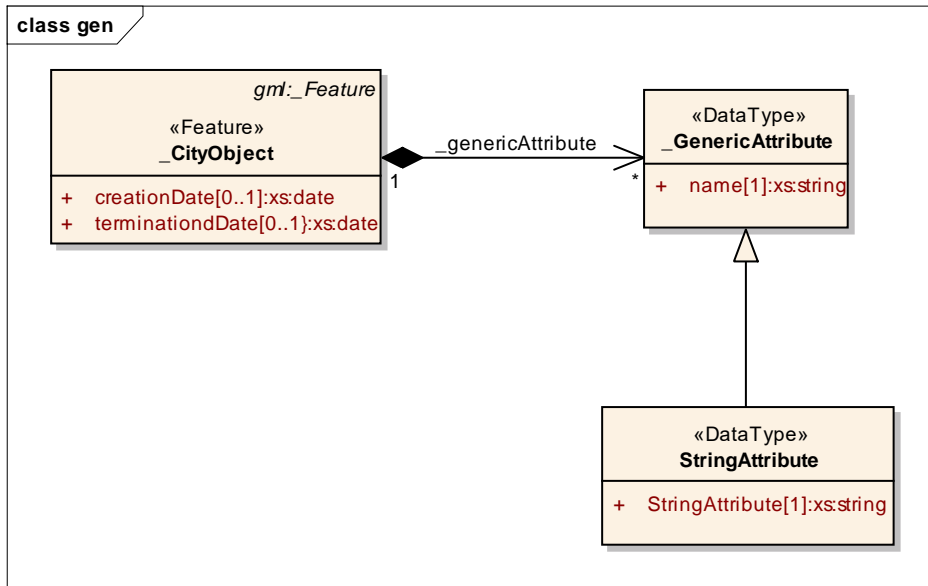 class gen
gml:_Feature
«Feature»
_CityObject
+ creationDate[0..1]:xs:date
+ terminationdDate[0..1}:xs:date
_genericAttribute
1
*
«DataType»
_GenericAttribute
+ name[1]:xs:string
«DataType»
StringAttribute
+ StringAttribute[1]:xs:string